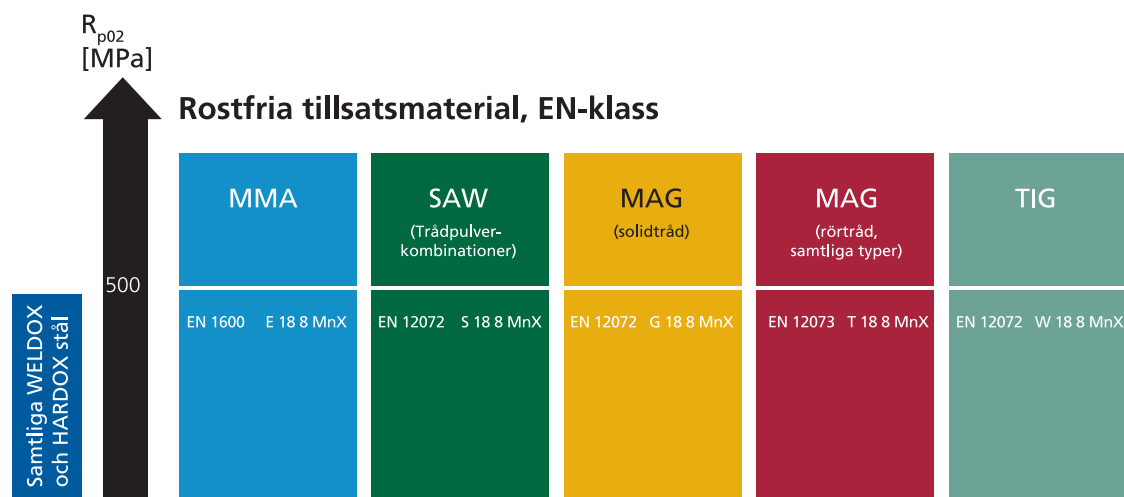 R_p02
[MPa]
Rostfria tillsatsmaterial, EN-klass
MMA
SAW
(Trådpulver-
kombinationer)
MAG
(solidtråd)
MAG
(rörtråd,
samtliga typer)
TIG
500
EN 1600 E 18 8 MnX
EN 12072 S 18 8 MnX
EN 12072 G 18 8 MnX
EN 12073 T 18 8 MnX
EN 12072 W 18 8 MnX
Samtliga WELDOX
och HARDOX stål